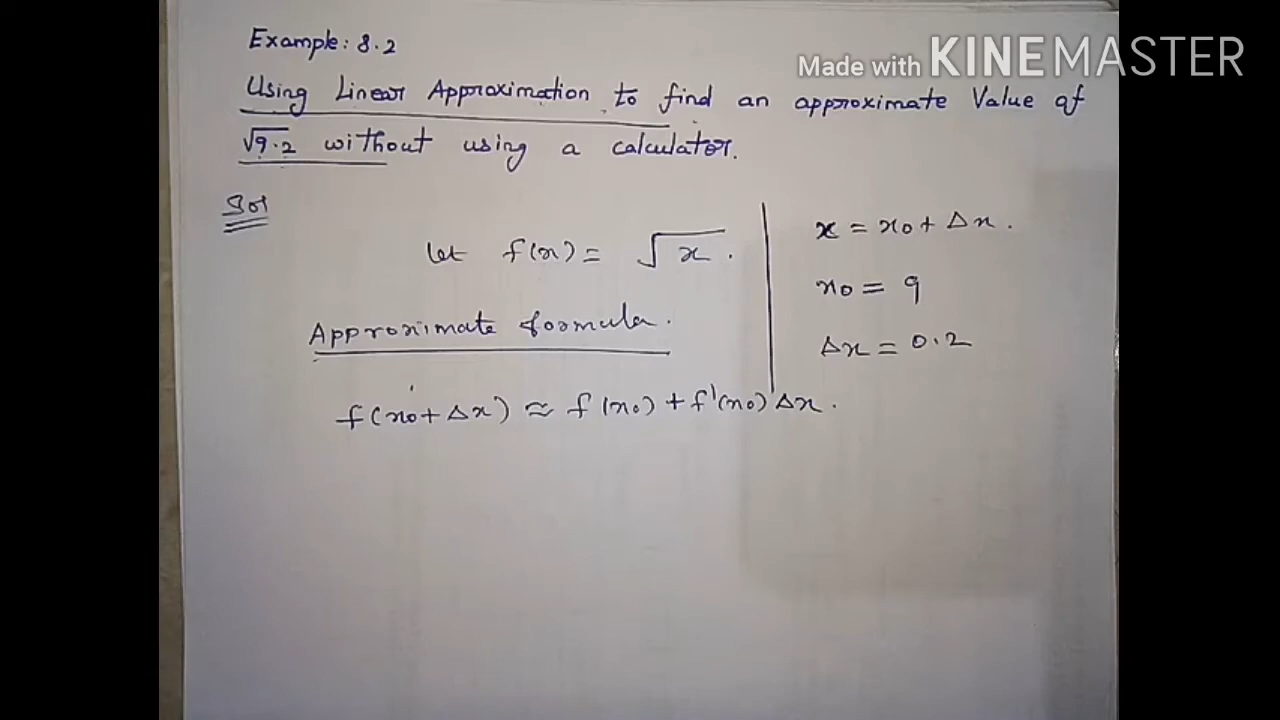 Example: 8.2
Made with KINEMASTER
Using Linear Approximation to find an approximate Value of
√9.2 without using a calculator.
Sol
let f(x) = √x.
x = x₀ + Δx.
x₀ = 9
Approximate formula.
Δx = 0.2
f(x₀ + Δx) ≈ f(x₀) + f'(x₀) Δx.